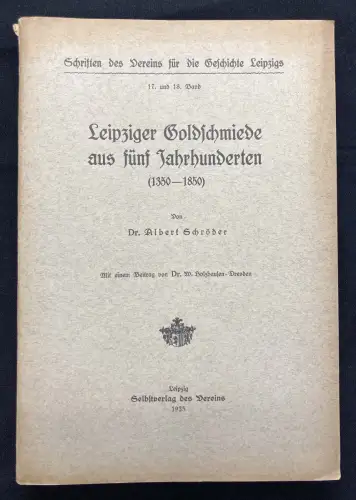 Schriften des Vereins für die Geschichte Leipzigs
17. und 18. Band
Leipziger Goldschmiede
aus fünf Jahrhunderten
(1350—1850)
Von
Dr. Albert Schröder
Mit einem Beitrag von Dr. W. Holzhausen-Dresden
Leipzig
Selbstverlag des Vereins
1935